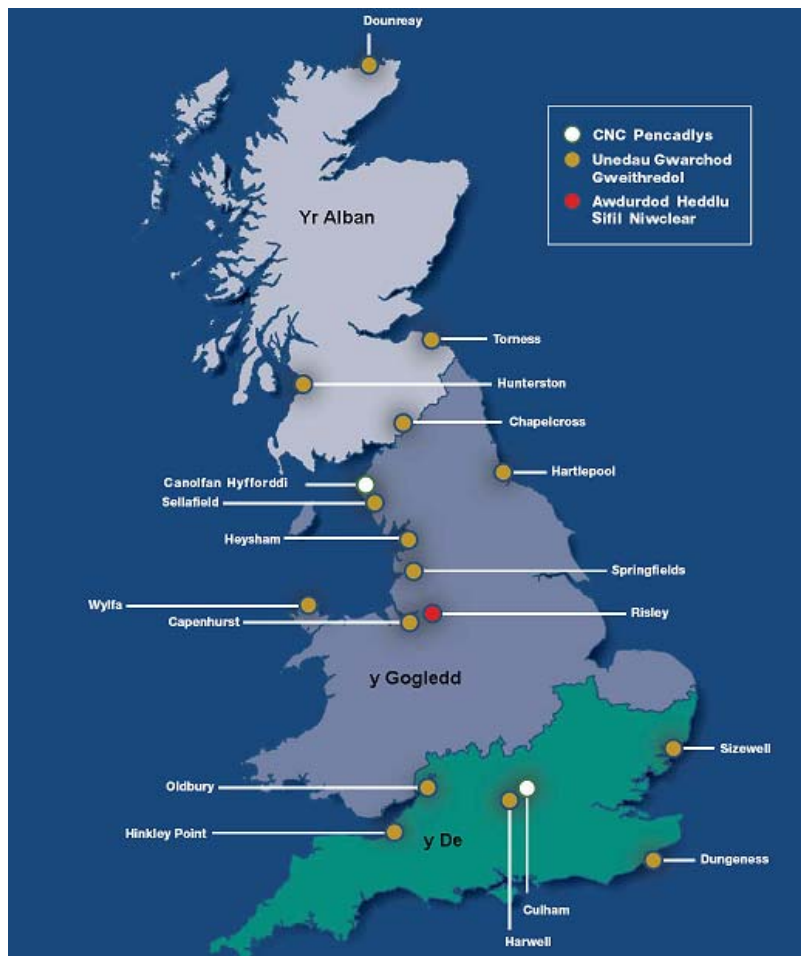 Dounreay
CNC Pencadlys
Unedau Gwarchod
Gweithredol
Awdurdod Heddlu
Sifil Niwclear
Yr Alban
Torness
Hunterston
Chapelcross
Hartlepool
Canolfan Hyfforddi
Sellafield
Heysham
Springfields
Wylfa
Capenhurst
Risley
y Gogledd
Sizewell
Oldbury
Hinkley Point
y De
Dungeness
Culham
Harwell